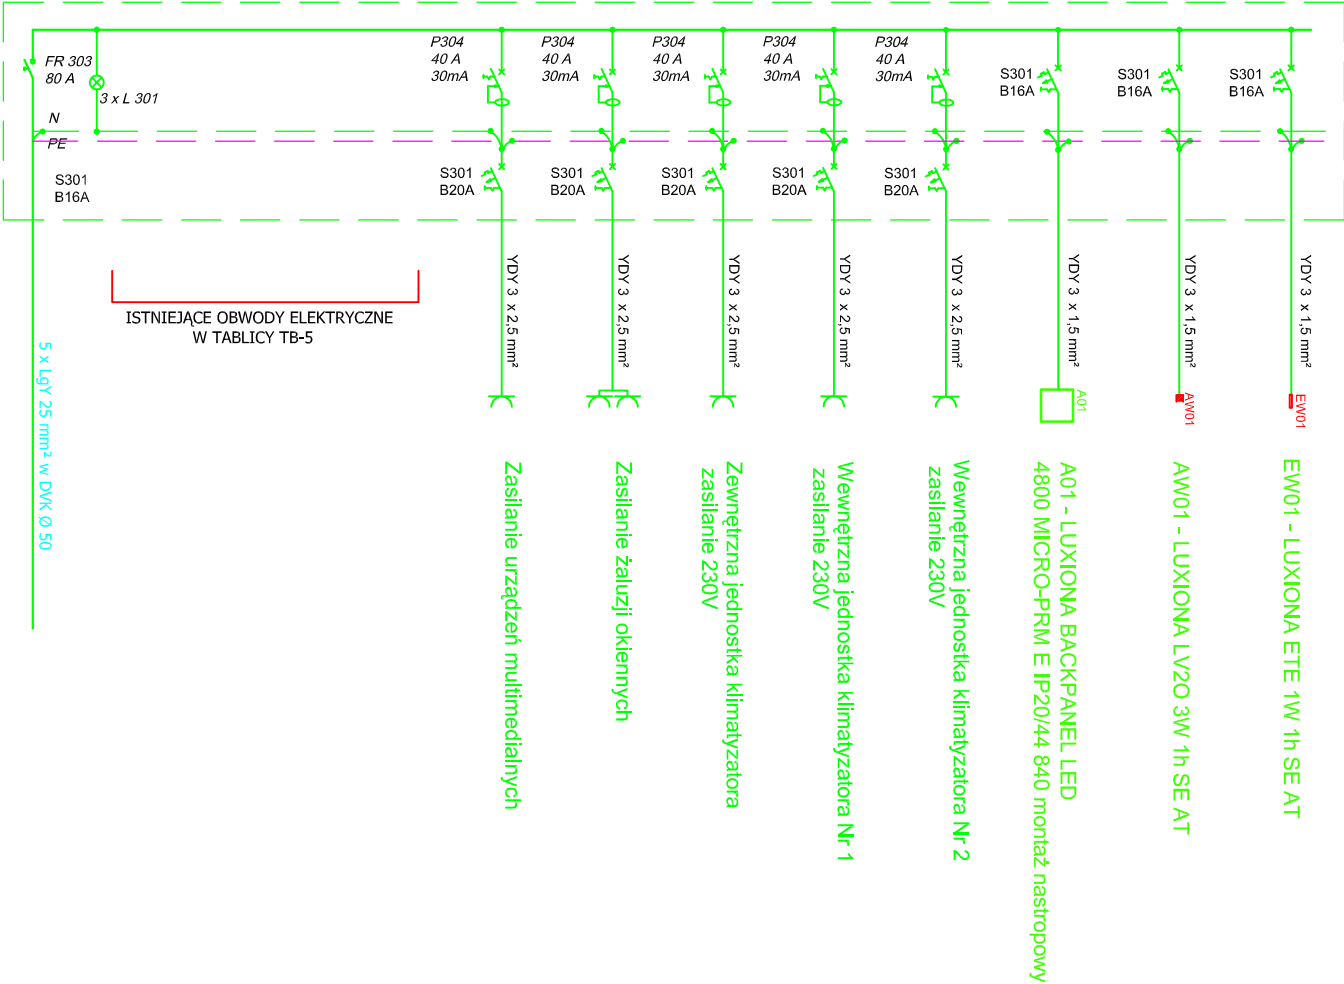 FR 303
80 A
3 x L 301
N
PE
S301
B16A
5 x LgY 25 mm² w DVK Ø 50
ISTNIEJĄCE OBWODY ELEKTRYCZNE
W TABLICY TB-5
P304
40 A
30mA
S301
B20A
YDY 3 x 2,5 mm²
Zasilanie urządzeń multimedialnych
P304
40 A
30mA
S301
B20A
YDY 3 x 2,5 mm²
Zasilanie żaluzji okiennych
P304
40 A
30mA
S301
B20A
YDY 3 x 2,5 mm²
Zewnętrzna jednostka klimatyzatora
zasilanie 230V
P304
40 A
30mA
S301
B20A
YDY 3 x 2,5 mm²
Wewnętrzna jednostka klimatyzatora Nr 1
zasilanie 230V
P304
40 A
30mA
S301
B20A
YDY 3 x 2,5 mm²
Wewnętrzna jednostka klimatyzatora Nr 2
zasilanie 230V
S301
B16A
YDY 3 x 1,5 mm²
A01
A01 - LUXIONA BACKPANEL LED
4800 MICRO-PRM E IP20/44 840 montaż nastropowy
S301
B16A
YDY 3 x 1,5 mm²
AW01
AW01 - LUXIONA LV2O 3W 1h SE AT
S301
B16A
YDY 3 x 1,5 mm²
EW01
EW01 - LUXIONA ETE 1W 1h SE AT